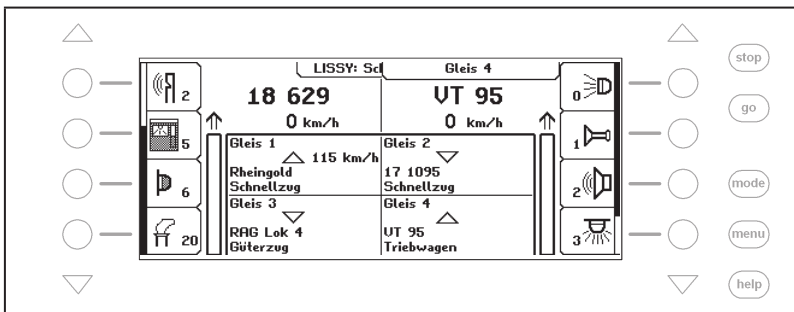 LISSY: Scl
Gleis 4
18 629
VT 95
0 km/h
0 km/h
2
5
6
20
0
1
2
3
Gleis 1
115 km/h
Rheingold
Schnellzug
Gleis 2
17 1095
Schnellzug
Gleis 3
RAG Lok 4
Güterzug
Gleis 4
VT 95
Triebwagen
stop
go
mode
menu
help